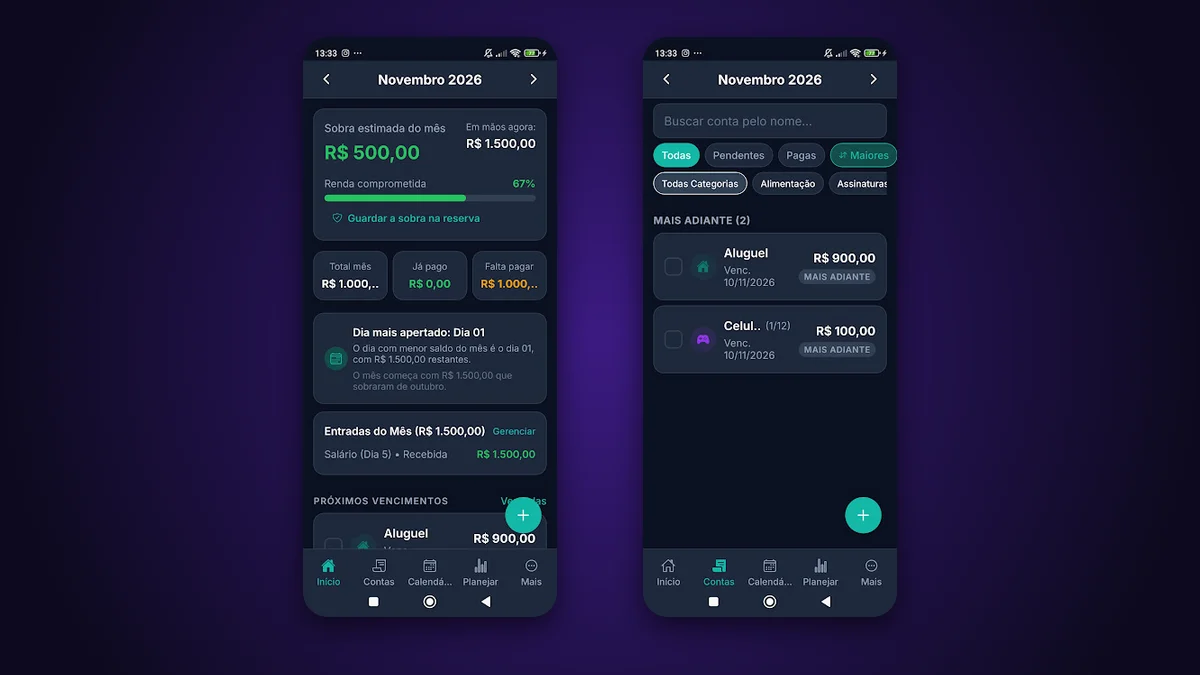 13:33
Novembro 2026
Sobra estimada do mês
R$ 500,00
Em mãos agora:
R$ 1.500,00
Renda comprometida
67%
Guardar a sobra na reserva
Total mês
R$ 1.000,..
Já pago
R$ 0,00
Falta pagar
R$ 1.000,..
Dia mais apertado: Dia 01
O dia com menor saldo do mês é o dia 01,
com R$ 1.500,00 restantes.
O mês começa com R$ 1.500,00 que
sobraram de outubro.
Entradas do Mês (R$ 1.500,00)
Gerenciar
Salário (Dia 5) • Recebida
R$ 1.500,00
PRÓXIMOS VENCIMENTOS
Aluguel
R$ 900,00
Início
Contas
Calendá...
Planejar
Mais
13:33
Novembro 2026
Buscar conta pelo nome...
Todas
Pendentes
Pagas
Maiores
Todas Categorias
Alimentação
Assinaturas
MAIS ADIANTE (2)
Aluguel
Venc.
10/11/2026
R$ 900,00
MAIS ADIANTE
Celul.. (1/12)
Venc.
10/11/2026
R$ 100,00
MAIS ADIANTE
Início
Contas
Calendá...
Planejar
Mais